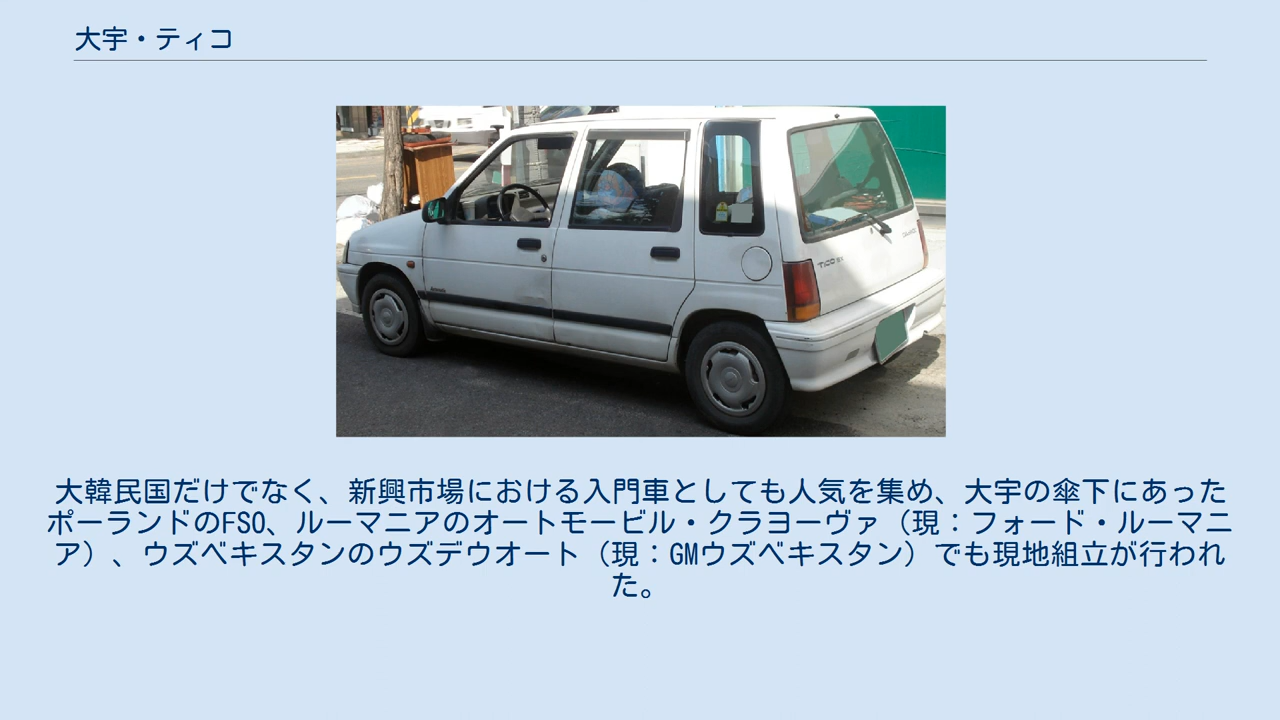 大宇・ティコ
TICO SX
大韓民国だけでなく、新興市場における入門車としても人気を集め、大宇の傘下にあった
ポーランドのFSO、ルーマニアのオートモービル・クラヨーヴァ（現：フォード・ルーマニ
ア）、ウズベキスタンのウズデウオート（現：GMウズベキスタン）でも現地組立が行われ
た。